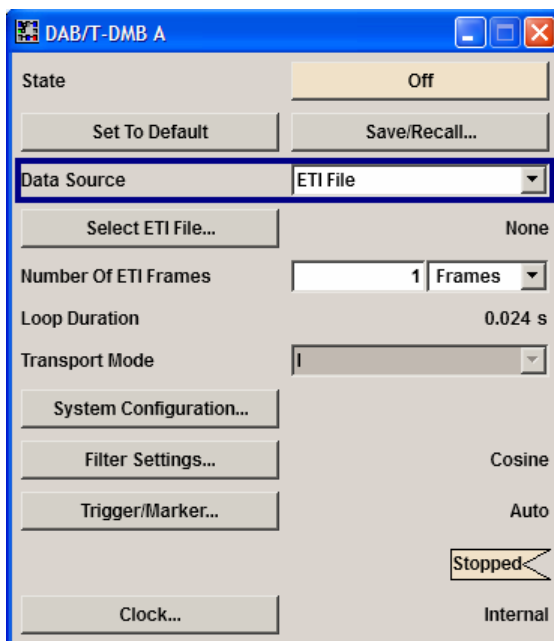 DAB/T-DMB A
State Off
Set To Default Save/Recall...
Data Source ETI File
Select ETI File... None
Number Of ETI Frames 1 Frames
Loop Duration 0.024 s
Transport Mode I
System Configuration...
Filter Settings... Cosine
Trigger/Marker... Auto
Stopped
Clock... Internal